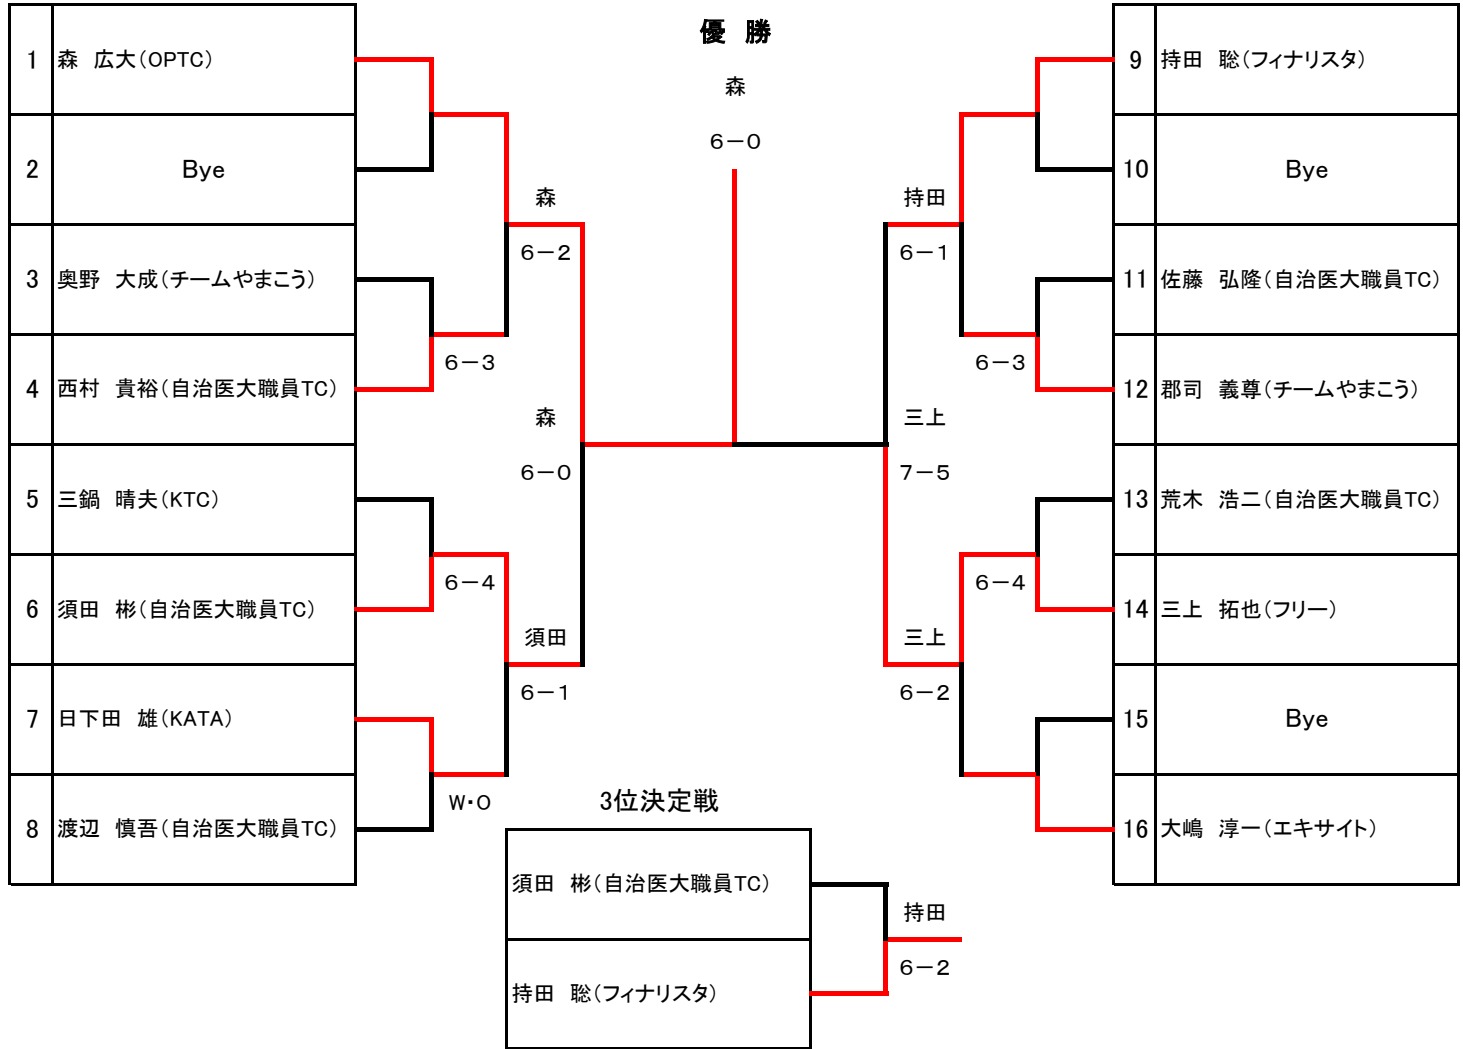 優　勝
森
6－0
1 森　広大（OPTC）
2 Bye
3 奥野　大成（チームやまこう）
4 西村　貴裕（自治医大職員TC）
5 三鍋　晴夫（KTC）
6 須田　彬（自治医大職員TC）
7 日下田　雄（KATA）
8 渡辺　慎吾（自治医大職員TC）
森
6－2
6－3
森
6－0
6－4
須田
6－1
W・O
持田
6－1
6－3
三上
7－5
6－4
三上
6－2
9 持田　聡（フィナリスタ）
10 Bye
11 佐藤　弘隆（自治医大職員TC）
12 郡司　義尊（チームやまこう）
13 荒木　浩二（自治医大職員TC）
14 三上　拓也（フリー）
15 Bye
16 大嶋　淳一（エキサイト）
3位決定戦
須田　彬（自治医大職員TC）
持田　聡（フィナリスタ）
持田
6－2